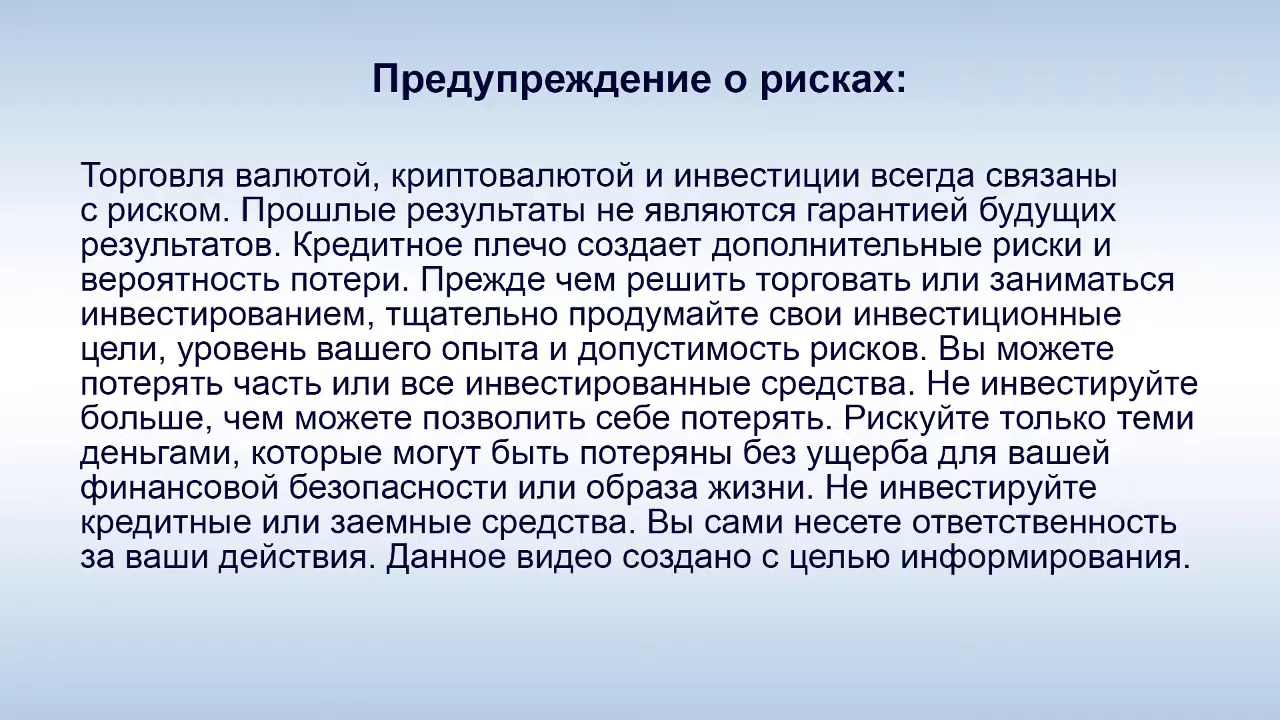 Предупреждение о рисках:
Торговля валютой, криптовалютой и инвестиции всегда связаны
с риском. Прошлые результаты не являются гарантией будущих
результатов. Кредитное плечо создает дополнительные риски и
вероятность потери. Прежде чем решить торговать или заниматься
инвестированием, тщательно продумайте свои инвестиционные
цели, уровень вашего опыта и допустимость рисков. Вы можете
потерять часть или все инвестированные средства. Не инвестируйте
больше, чем можете позволить себе потерять. Рискуйте только теми
деньгами, которые могут быть потеряны без ущерба для вашей
финансовой безопасности или образа жизни. Не инвестируйте
кредитные или заемные средства. Вы сами несете ответственность
за ваши действия. Данное видео создано с целью информирования.